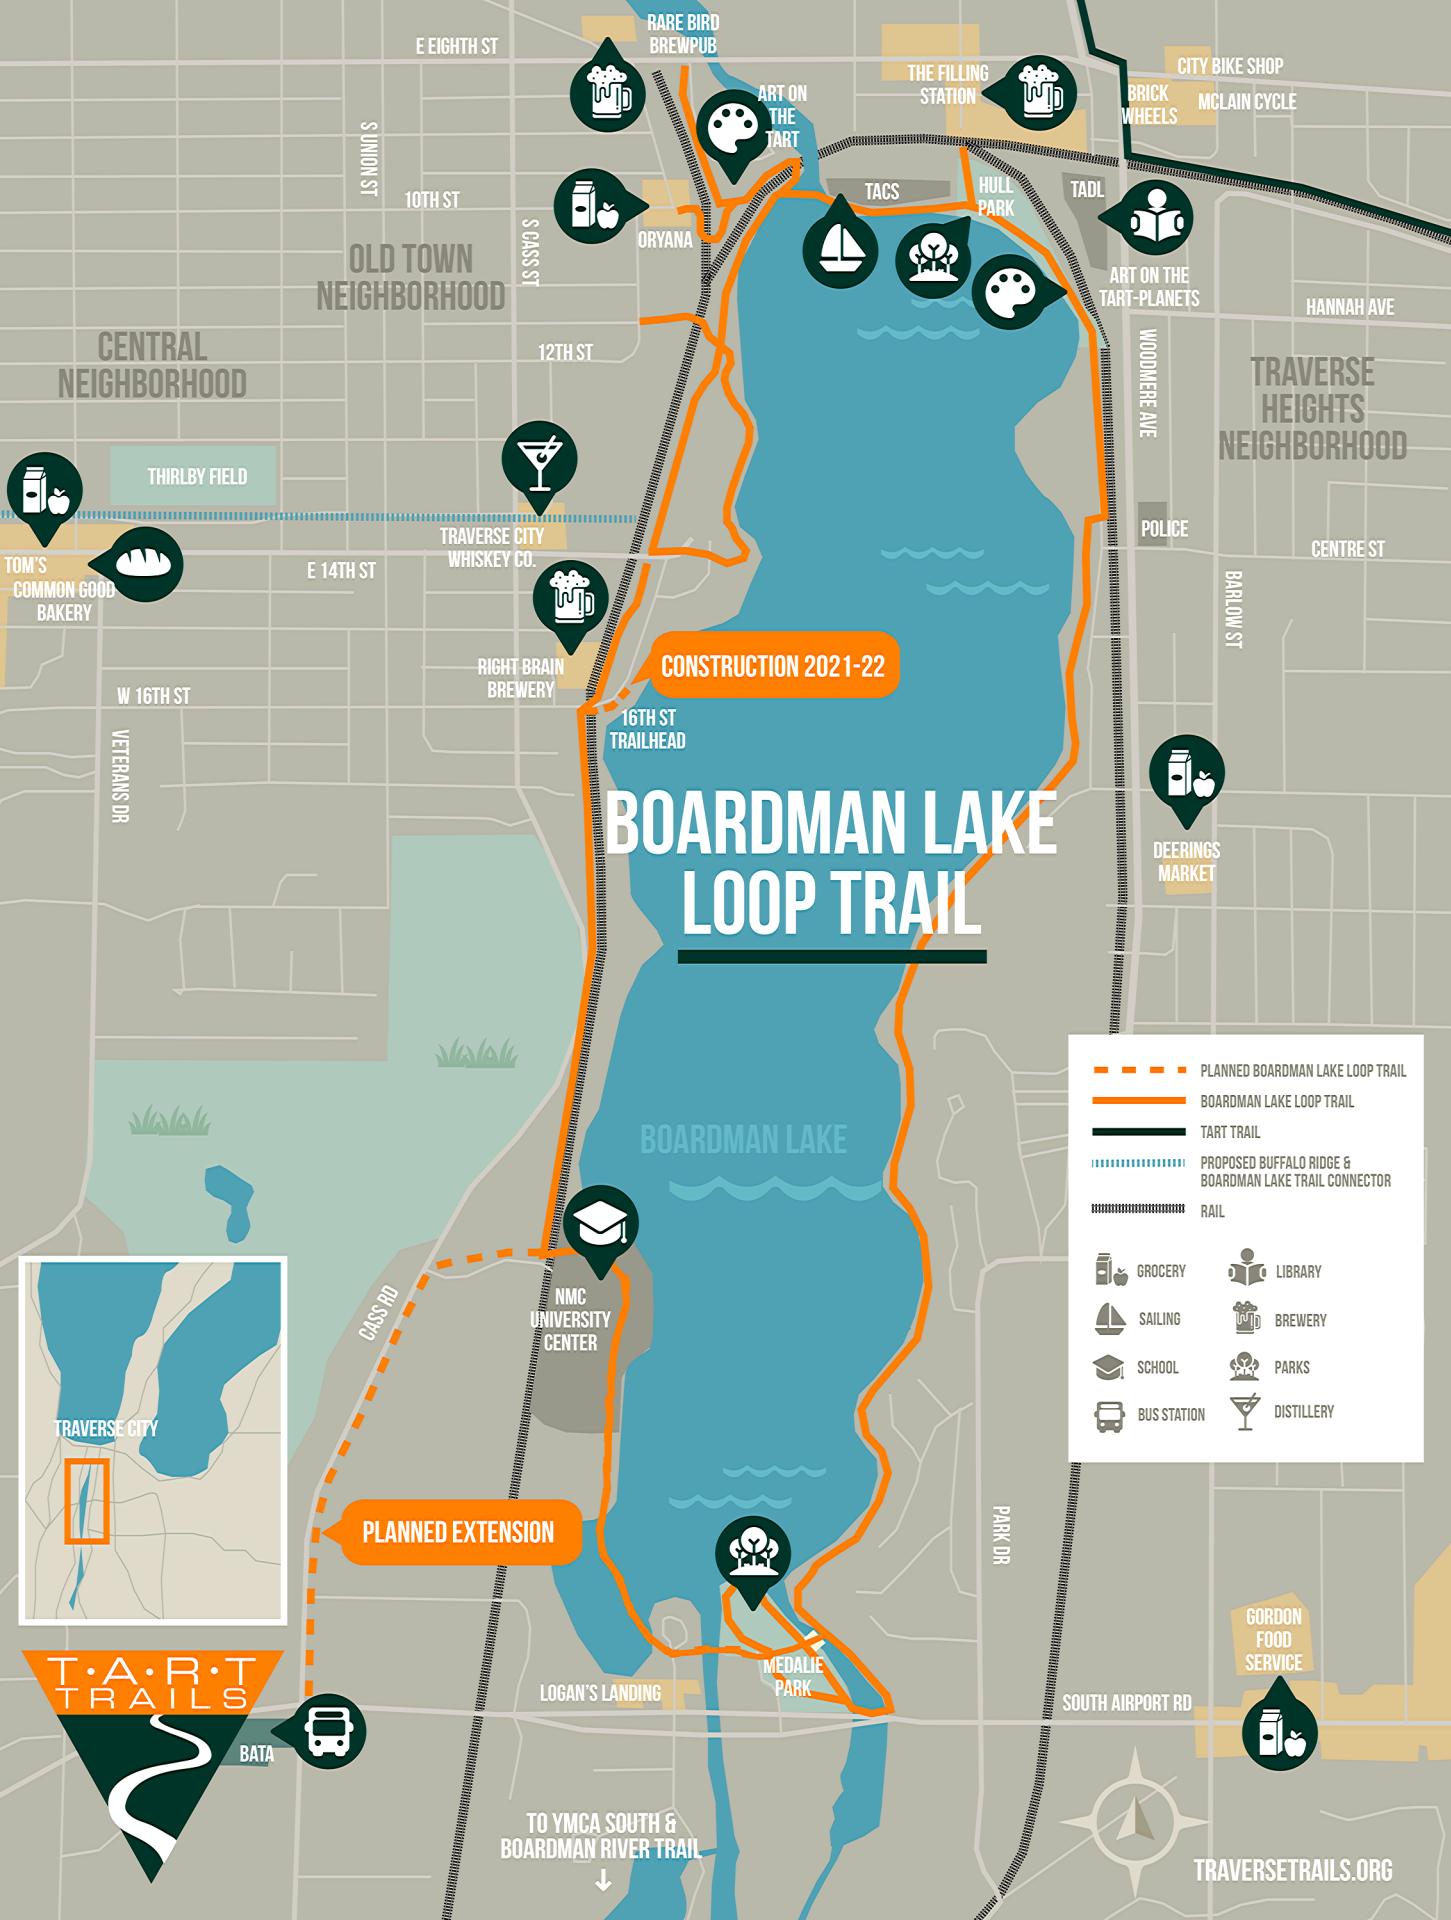 RARE BIRD
BREWPUB
E EIGHTH ST
ART ON
THE
TART
THE FILLING
STATION
CITY BIKE SHOP
BRICK
WHEELS
MCLAIN CYCLE
S UNION ST
10TH ST
S CASS ST
ORYANA
TACS
HULL
PARK
TADL
ART ON THE
TART-PLANETS
OLD TOWN
NEIGHBORHOOD
CENTRAL
NEIGHBORHOOD
12TH ST
HANNAH AVE
WOODMERE AVE
TRAVERSE
HEIGHTS
NEIGHBORHOOD
THIRLBY FIELD
TRAVERSE CITY
WHISKEY CO.
POLICE
CENTRE ST
TOM'S
COMMON GOOD
BAKERY
E 14TH ST
BARLOW ST
RIGHT BRAIN
BREWERY
CONSTRUCTION 2021-22
W 16TH ST
16TH ST
TRAILHEAD
VETERANS DR
BOARDMAN LAKE
LOOP TRAIL
DEERINGS
MARKET
BOARDMAN LAKE
PLANNED BOARDMAN LAKE LOOP TRAIL
BOARDMAN LAKE LOOP TRAIL
TART TRAIL
PROPOSED BUFFALO RIDGE &
BOARDMAN LAKE TRAIL CONNECTOR
RAIL
GROCERY
LIBRARY
SAILING
BREWERY
SCHOOL
PARKS
BUS STATION
DISTILLERY
NMC
UNIVERSITY
CENTER
CASS RD
TRAVERSE CITY
PLANNED EXTENSION
PARK DR
GORDON
FOOD
SERVICE
MEDALIE
PARK
LOGAN'S LANDING
SOUTH AIRPORT RD
T·A·R·T
TRAILS
BATA
TO YMCA SOUTH &
BOARDMAN RIVER TRAIL
TRAVERSETRAILS.ORG